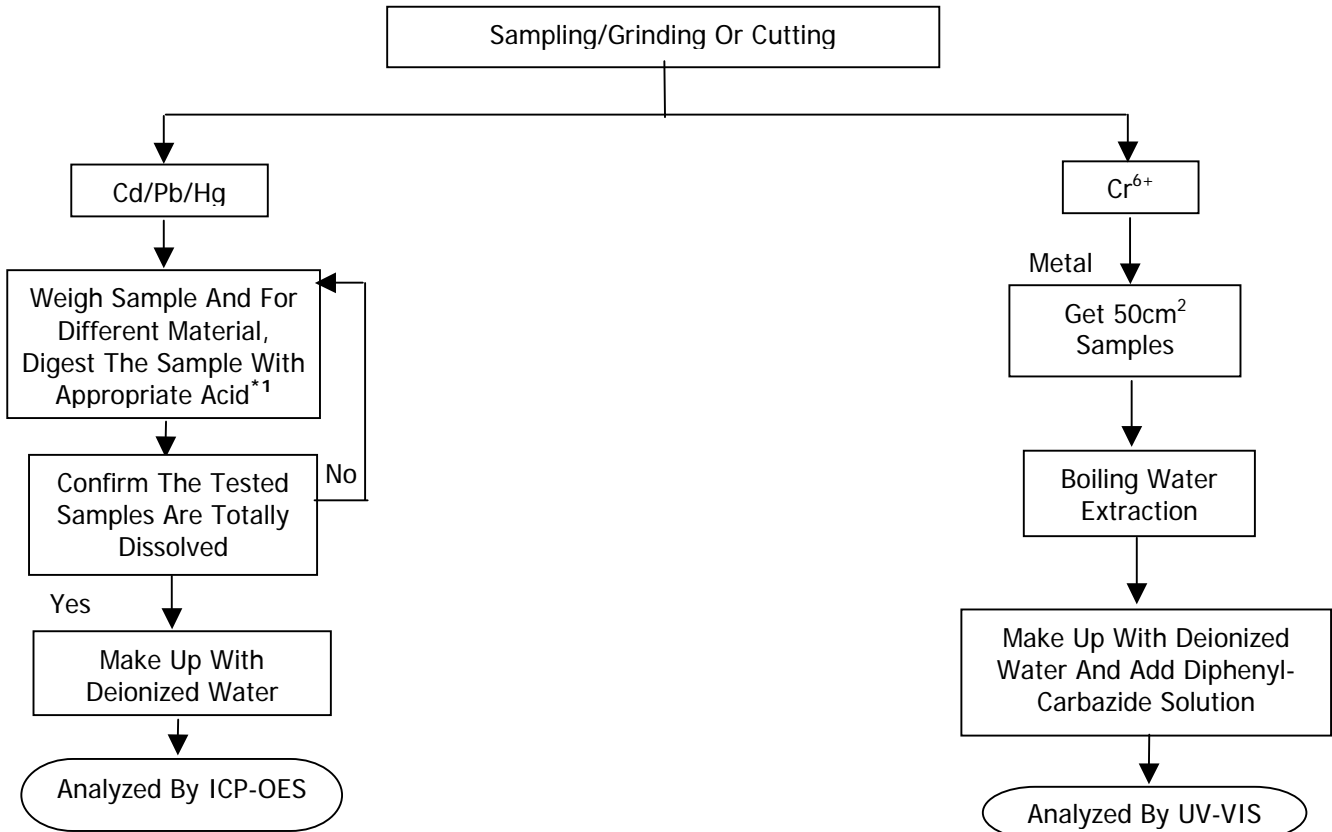 Sampling/Grinding Or Cutting
Cd/Pb/Hg
Weigh Sample And For
Different Material,
Digest The Sample With
Appropriate Acid*1
No
Confirm The Tested
Samples Are Totally
Dissolved
Yes
Make Up With
Deionized Water
Analyzed By ICP-OES
Cr6+
Metal
Get 50cm2
Samples
Boiling Water
Extraction
Make Up With Deionized
Water And Add Diphenyl-
Carbazide Solution
Analyzed By UV-VIS